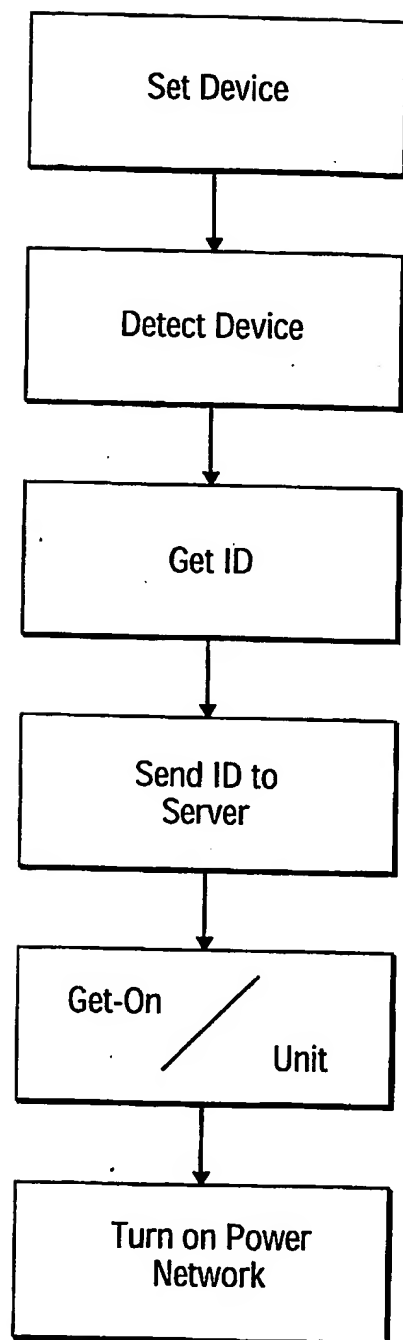 Set Device
Detect Device
Get ID
Send ID to
Server
Get-On
Unit
Turn on Power
Network